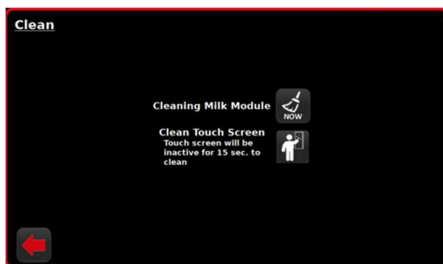 Clean
Cleaning Milk Module
NOW
Clean Touch Screen
Touch screen will be
inactive for 15 sec. to
clean